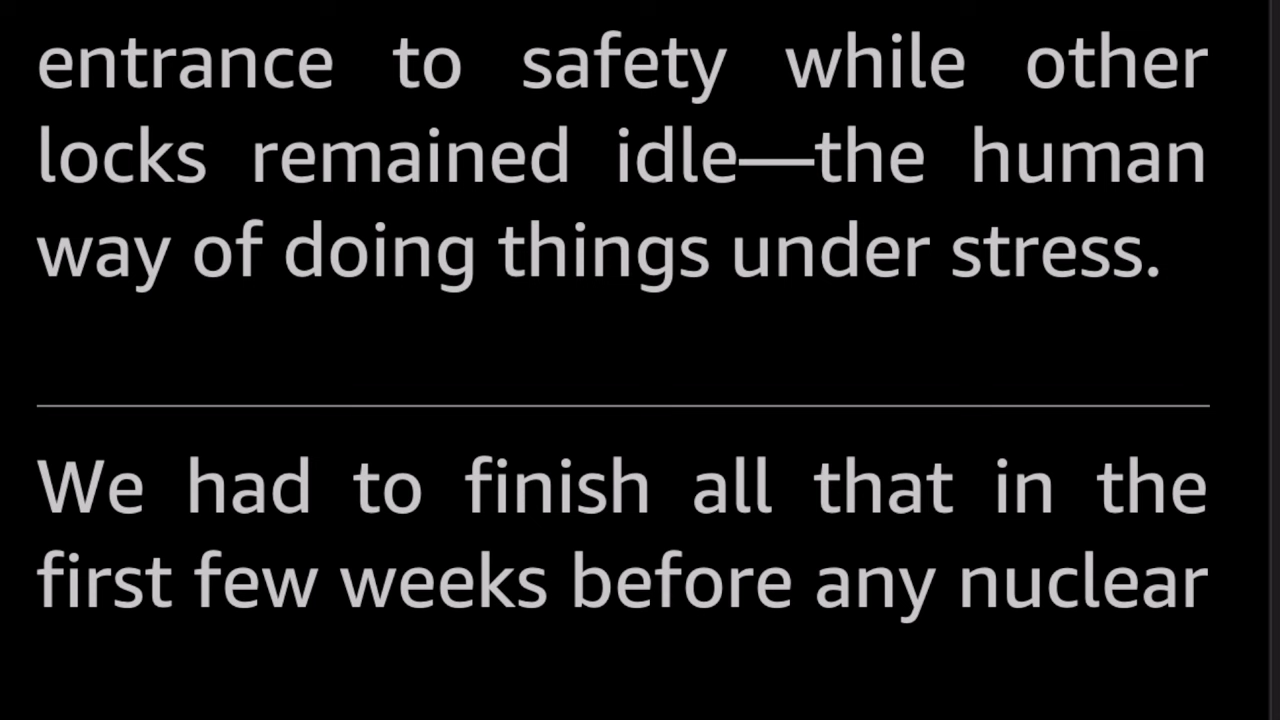 entrance to safety while other
locks remained idle—the human
way of doing things under stress.
We had to finish all that in the
first few weeks before any nuclear